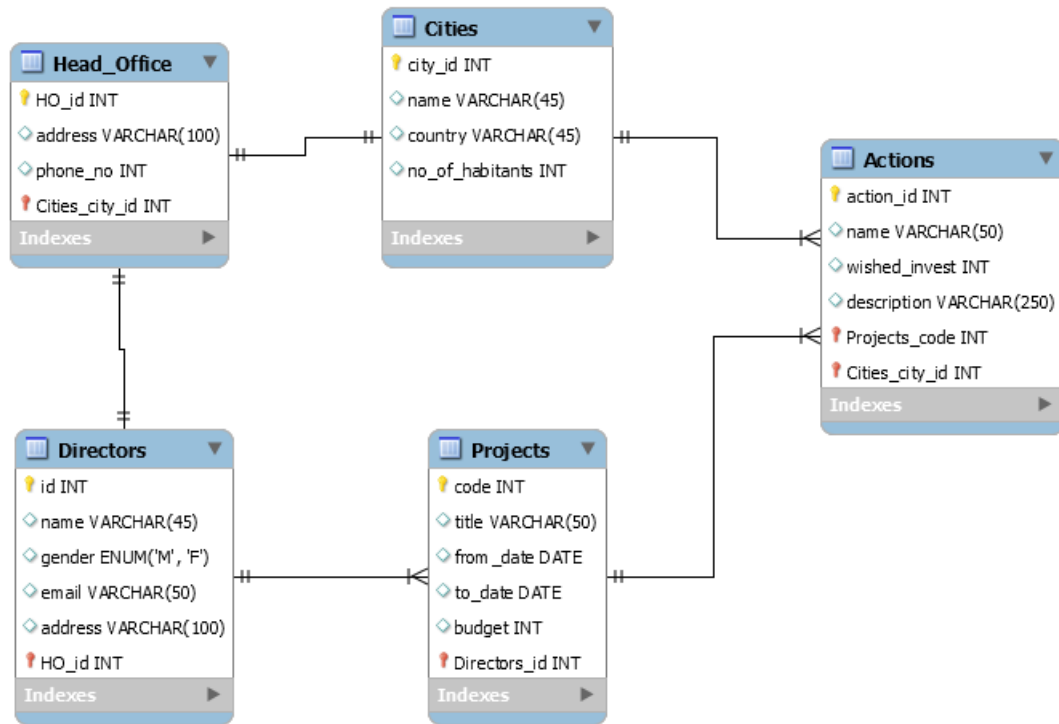 Head_Office
HO_id INT
address VARCHAR(100)
phone_no INT
Cities_city_id INT
Indexes
Cities
city_id INT
name VARCHAR(45)
country VARCHAR(45)
no_of_habitants INT
Indexes
Actions
action_id INT
name VARCHAR(50)
wished_invest INT
description VARCHAR(250)
Projects_code INT
Cities_city_id INT
Indexes
Directors
id INT
name VARCHAR(45)
gender ENUM('M', 'F')
email VARCHAR(50)
address VARCHAR(100)
HO_id INT
Indexes
Projects
code INT
title VARCHAR(50)
from _date DATE
to_date DATE
budget INT
Directors_id INT
Indexes